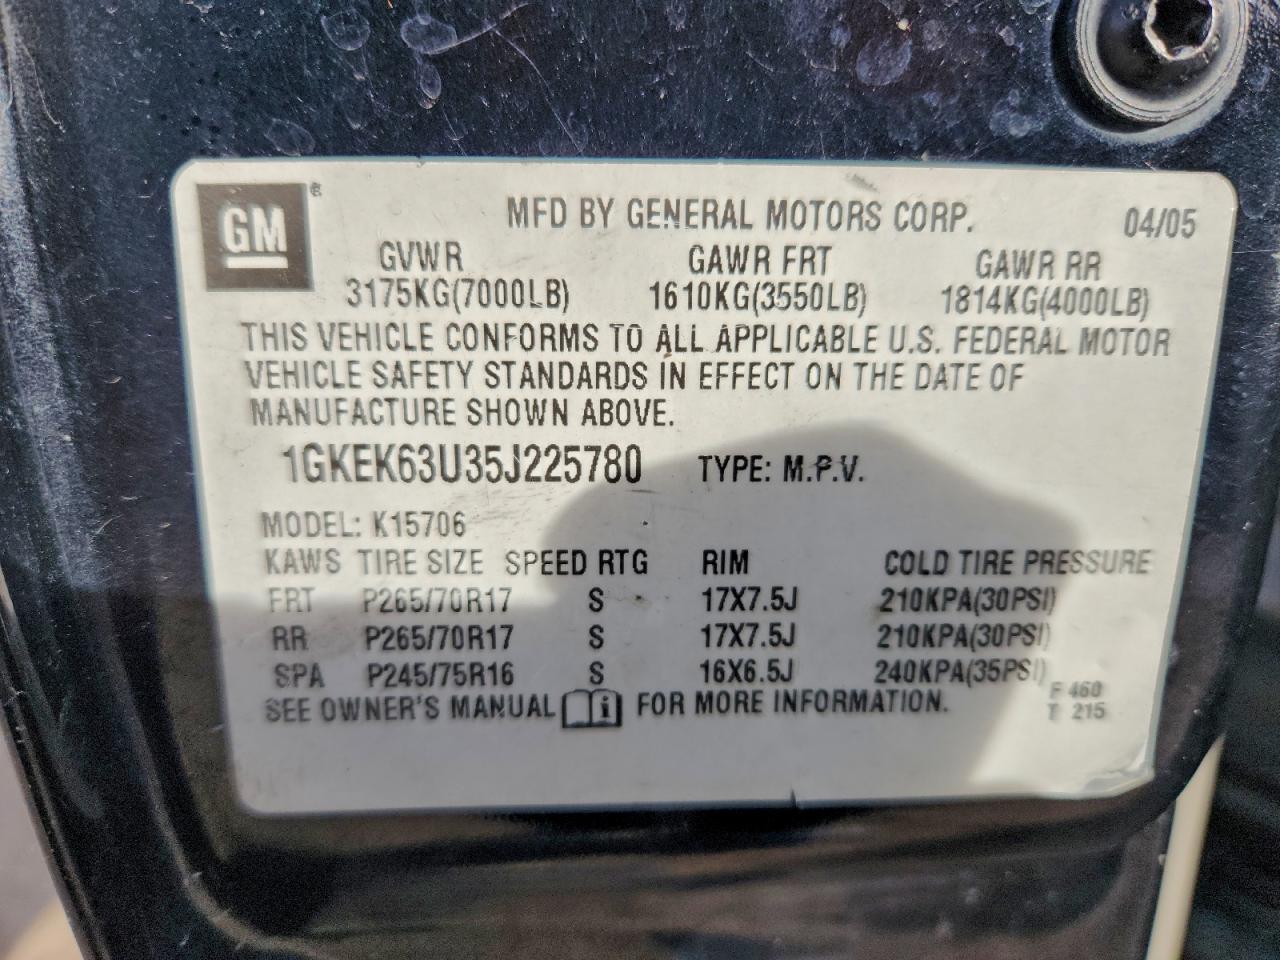 GM ®
MFD BY GENERAL MOTORS CORP. 04/05
GVWR GAWR FRT GAWR RR
3175KG(7000LB) 1610KG(3550LB) 1814KG(4000LB)
THIS VEHICLE CONFORMS TO ALL APPLICABLE U.S. FEDERAL MOTOR
VEHICLE SAFETY STANDARDS IN EFFECT ON THE DATE OF
MANUFACTURE SHOWN ABOVE.
1GKEK63U35J225780 TYPE: M.P.V.
MODEL: K15706
KAWS TIRE SIZE SPEED RTG RIM COLD TIRE PRESSURE
FRT P265/70R17 S 17X7.5J 210KPA(30PSI)
RR P265/70R17 S 17X7.5J 210KPA(30PSI)
SPA P245/75R16 S 16X6.5J 240KPA(35PSI)
SEE OWNER'S MANUAL i FOR MORE INFORMATION.
F 460
T 215